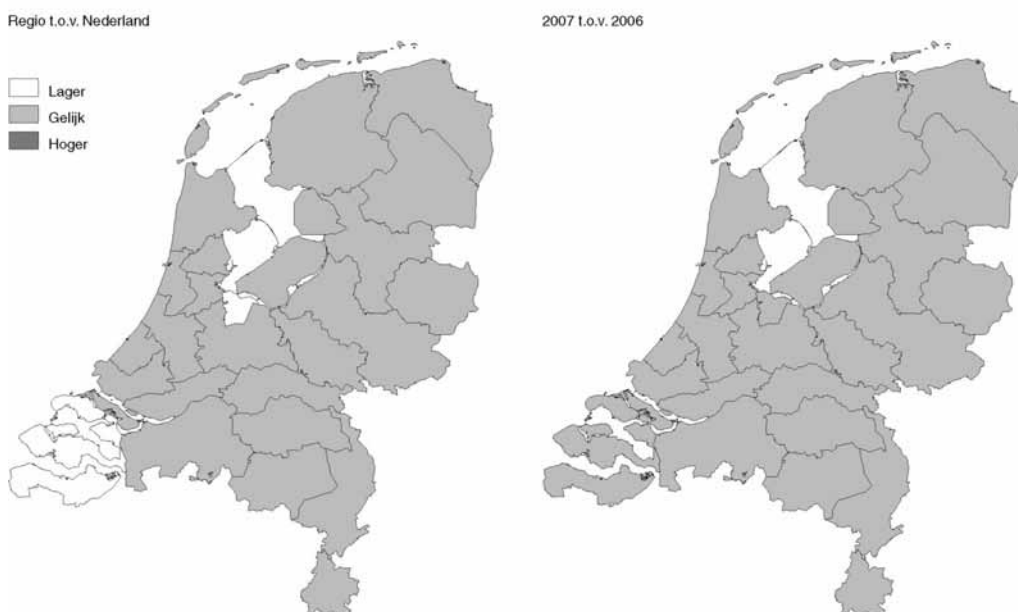 Regio t.o.v. Nederland
2007 t.o.v. 2006
Lager
Gelijk
Hoger